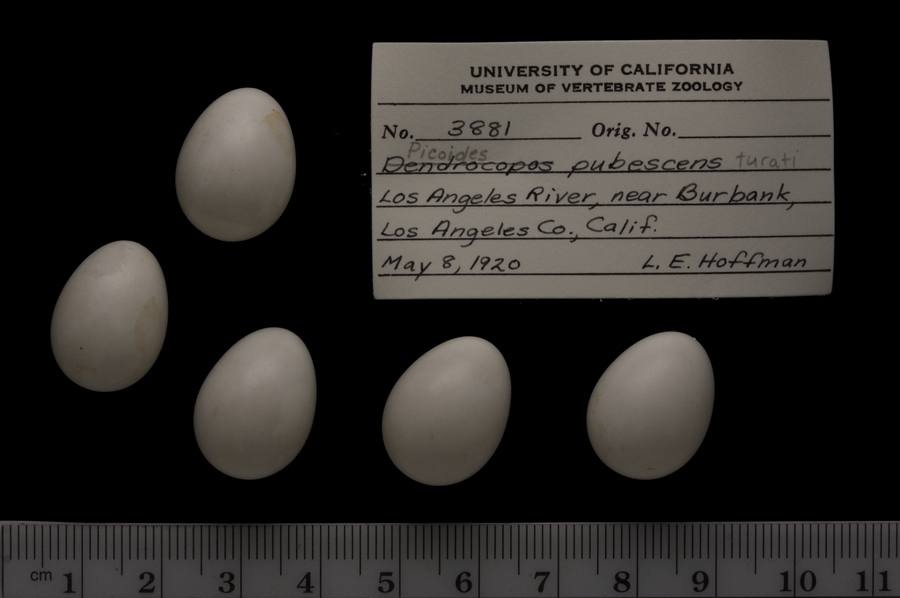 UNIVERSITY OF CALIFORNIA
MUSEUM OF VERTEBRATE ZOOLOGY
No. 3881 Orig. No.
Picoides
Dendrocopos pubescens turati
Los Angeles River, near Burbank,
Los Angeles Co., Calif.
May 8, 1920 L. E. Hoffman
cm 1 2 3 4 5 6 7 8 9 10 11